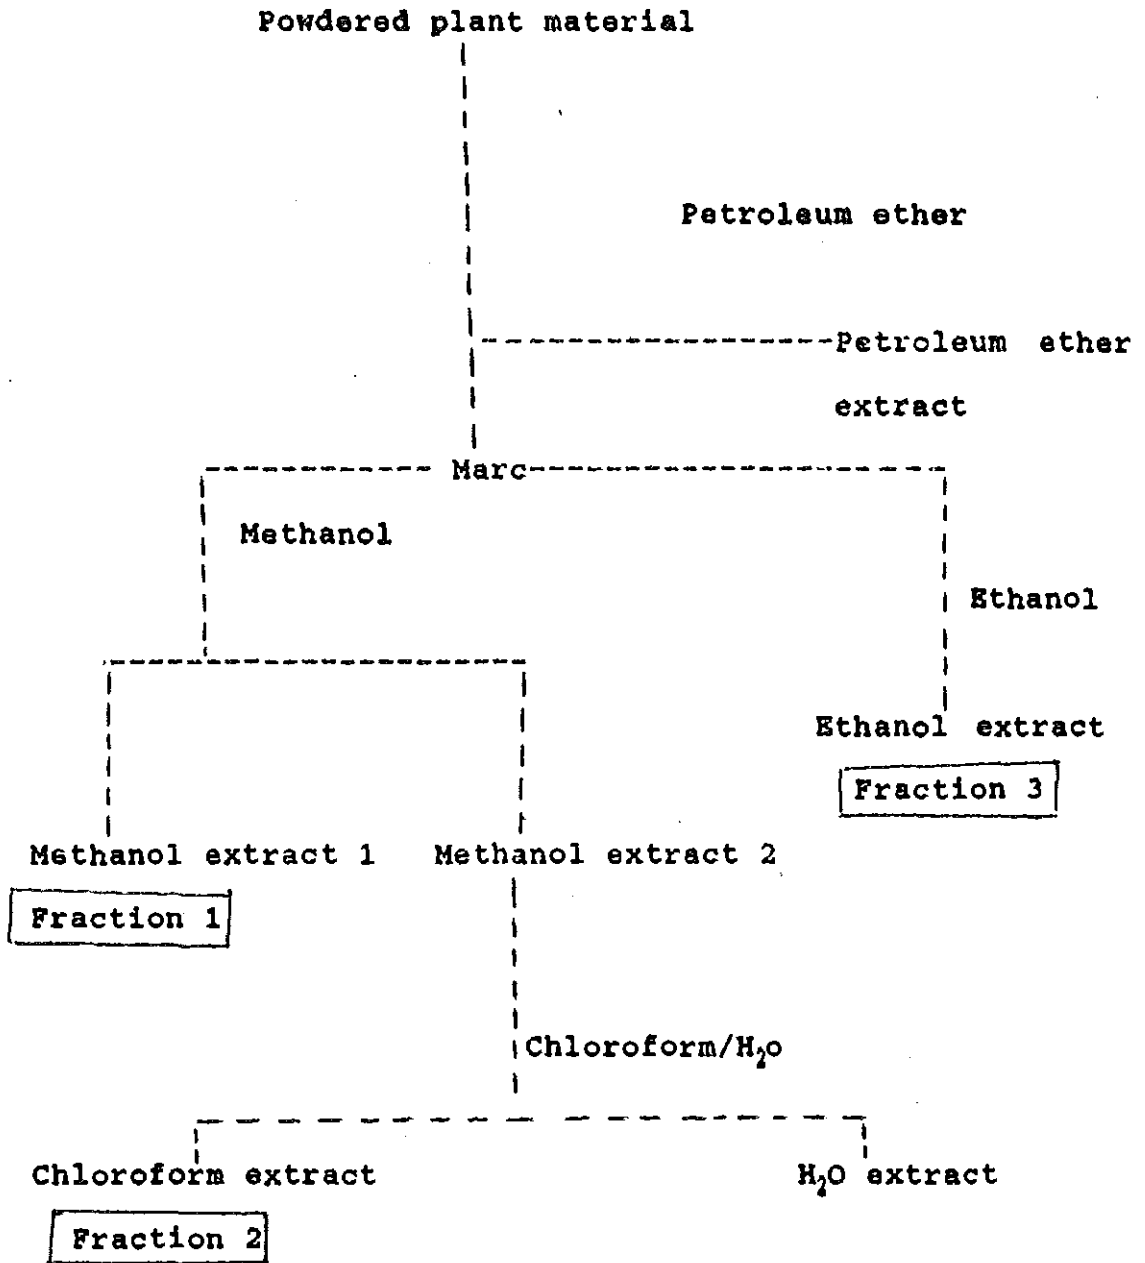 Powdered plant material
Petroleum ether
Petroleum ether
extract
Marc
Methanol
Ethanol
Ethanol extract
Fraction 3
Methanol extract 1 Methanol extract 2
Fraction 1
Chloroform/H₂o
Chloroform extract H₂O extract
Fraction 2